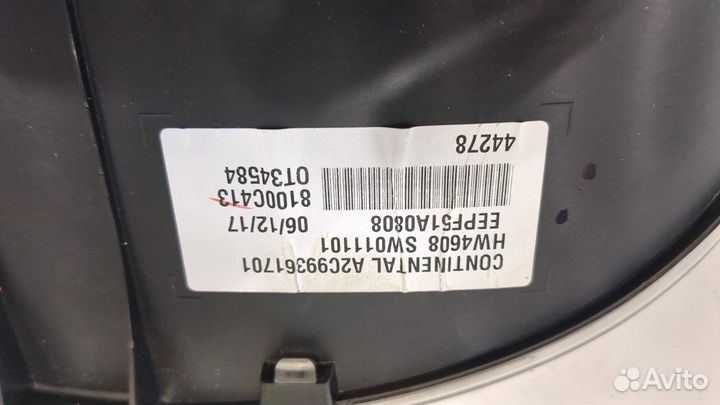 CONTINENTAL A2C99361701
HW4608 SW011101
EEPF51A0808 06/12/17
8100C413
0T34584
44278
Avito